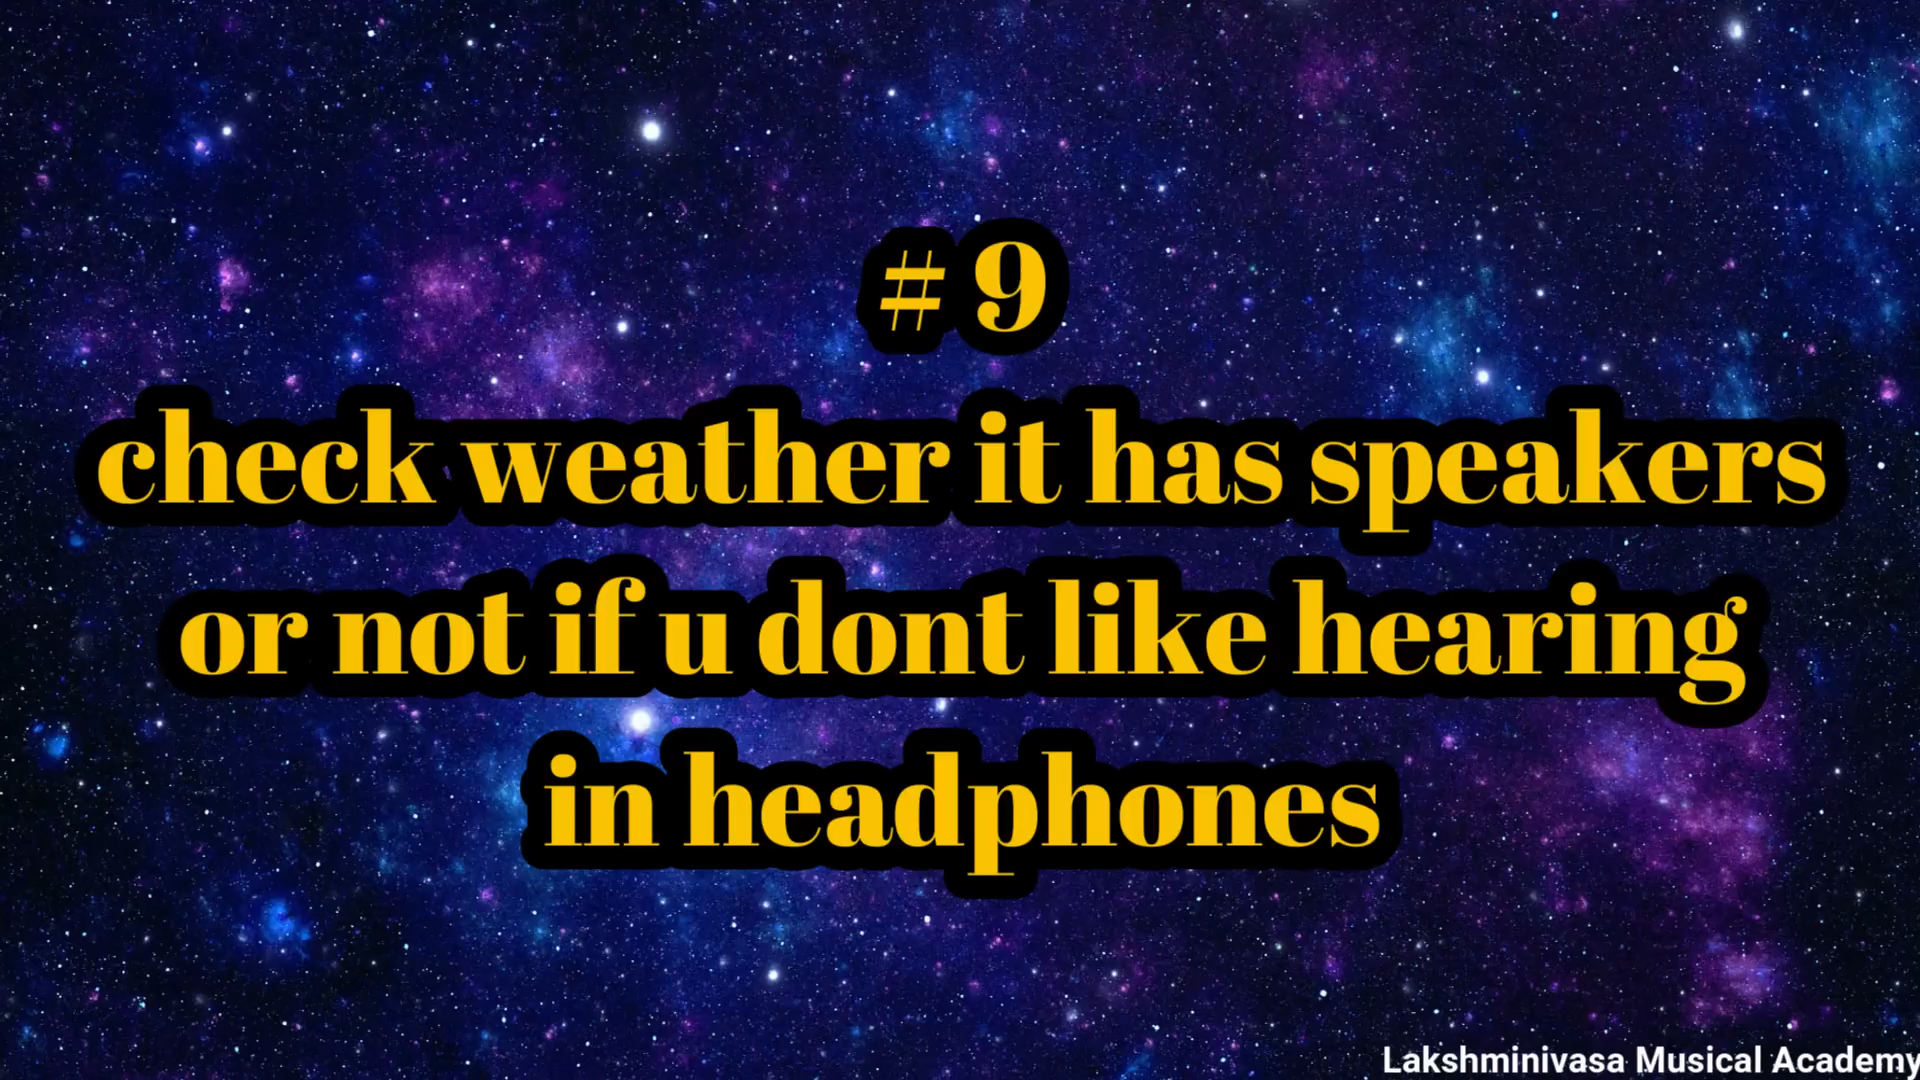 # 9
check weather it has speakers
or not if u dont like hearing
in headphones
Lakshminivasa Musical Academy